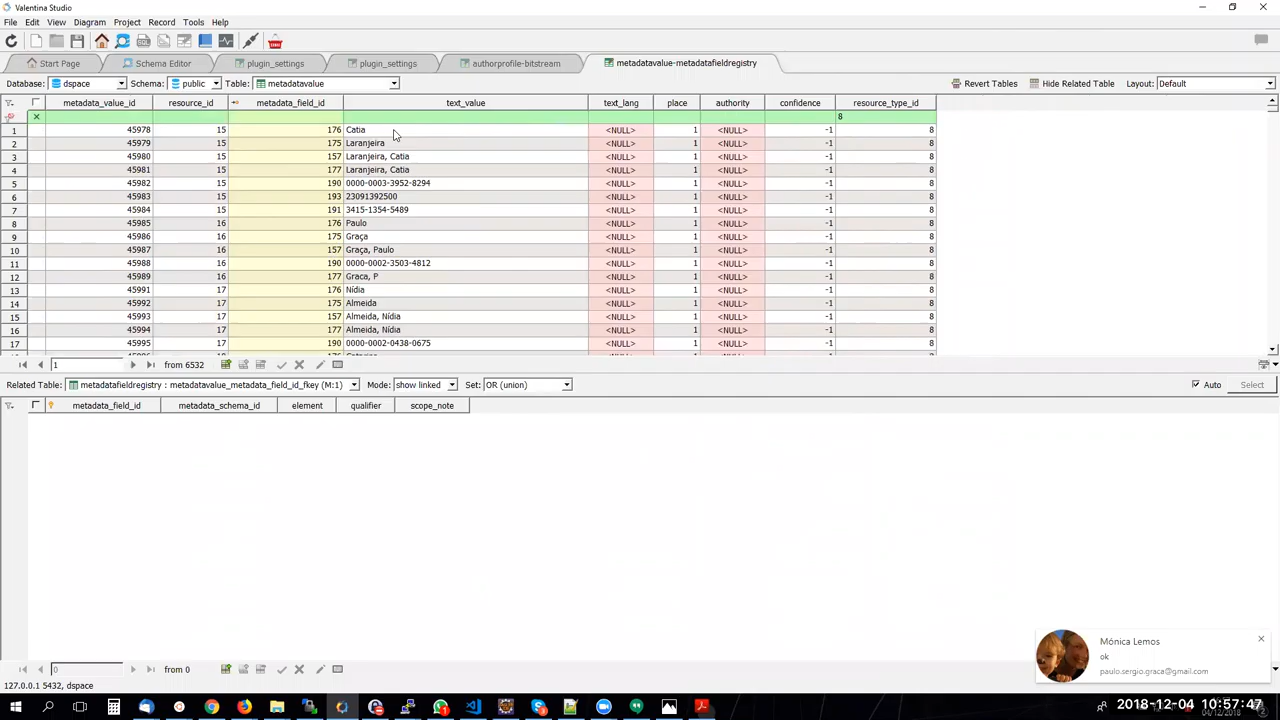 Valentina Studio
File Edit View Diagram Project Record Tools Help
Start Page Schema Editor plugin_settings plugin_settings authorprofile-bitstream metadatavalue-metadatafieldregistry
Database: dspace Schema: public Table: metadatavalue Revert Tables Hide Related Table Layout: Default
metadata_value_id resource_id metadata_field_id text_value text_lang place authority confidence resource_type_id
8
1 45978 15 176 Catia <NULL> 1 <NULL> -1 8
2 45979 15 175 Laranjeira <NULL> 1 <NULL> -1 8
3 45980 15 157 Laranjeira, Catia <NULL> 1 <NULL> -1 8
4 45981 15 177 Laranjeira, Catia <NULL> 1 <NULL> -1 8
5 45982 15 190 0000-0003-3952-8294 <NULL> 1 <NULL> -1 8
6 45983 15 193 23091392500 <NULL> 1 <NULL> -1 8
7 45984 15 191 3415-1354-5489 <NULL> 1 <NULL> -1 8
8 45985 16 176 Paulo <NULL> 1 <NULL> -1 8
9 45986 16 175 Graça <NULL> 1 <NULL> -1 8
10 45987 16 157 Graça, Paulo <NULL> 1 <NULL> -1 8
11 45988 16 190 0000-0002-3503-4812 <NULL> 1 <NULL> -1 8
12 45989 16 177 Graca, P <NULL> 1 <NULL> -1 8
13 45991 17 176 Nídia <NULL> 1 <NULL> -1 8
14 45992 17 175 Almeida <NULL> 1 <NULL> -1 8
15 45993 17 157 Almeida, Nídia <NULL> 1 <NULL> -1 8
16 45994 17 177 Almeida, Nídia <NULL> 1 <NULL> -1 8
17 45995 17 190 0000-0002-0438-0675 <NULL> 1 <NULL> -1 8
1 from 6532
Related Table: metadatafieldregistry : metadatavalue_metadata_field_id_fkey (M:1) Mode: show linked Set: OR (union) Auto Select
metadata_field_id metadata_schema_id element qualifier scope_note
Mónica Lemos
ok
paulo.sergio.graca@gmail.com
0 from 0
127.0.0.1 5432, dspace
2018-12-04 10:57:47